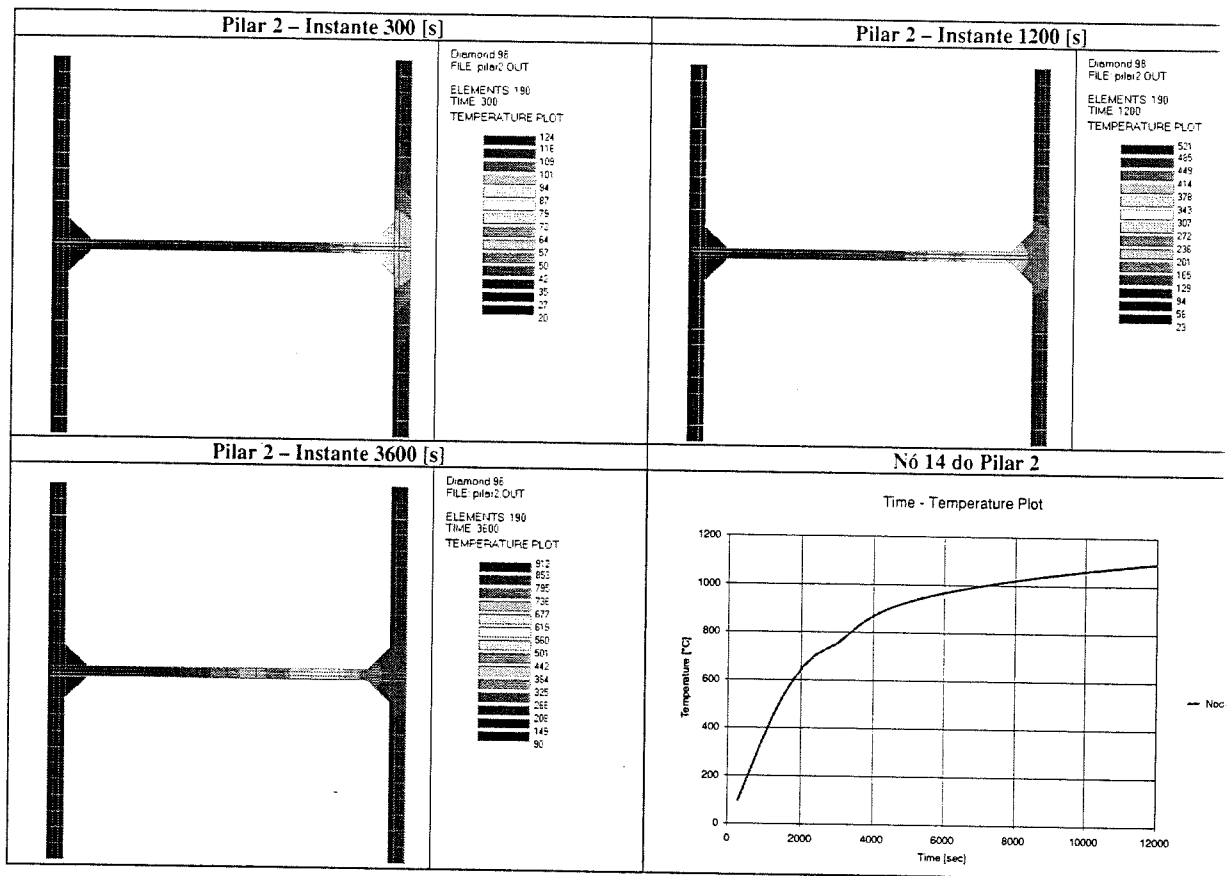 Pilar 2 – Instante 300 [s]
Diamond 98
FILE: pilar2.OUT
ELEMENTS 190
TIME 300
TEMPERATURE PLOT
124
116
109
101
94
87
79
72
64
57
50
42
35
27
20
Pilar 2 – Instante 1200 [s]
Diamond 98
FILE: pilar2.OUT
ELEMENTS 190
TIME 1200
TEMPERATURE PLOT
521
485
449
414
378
343
307
272
236
201
165
129
94
58
23
Pilar 2 – Instante 3600 [s]
Diamond 98
FILE: pilar2.OUT
ELEMENTS 190
TIME 3600
TEMPERATURE PLOT
912
853
795
736
677
619
560
501
442
384
325
266
208
149
90
Nó 14 do Pilar 2
Time - Temperature Plot
Temperature [°C]
1200
1000
800
600
400
200
0
0 2000 4000 6000 8000 10000 12000
Time [sec]
Noc